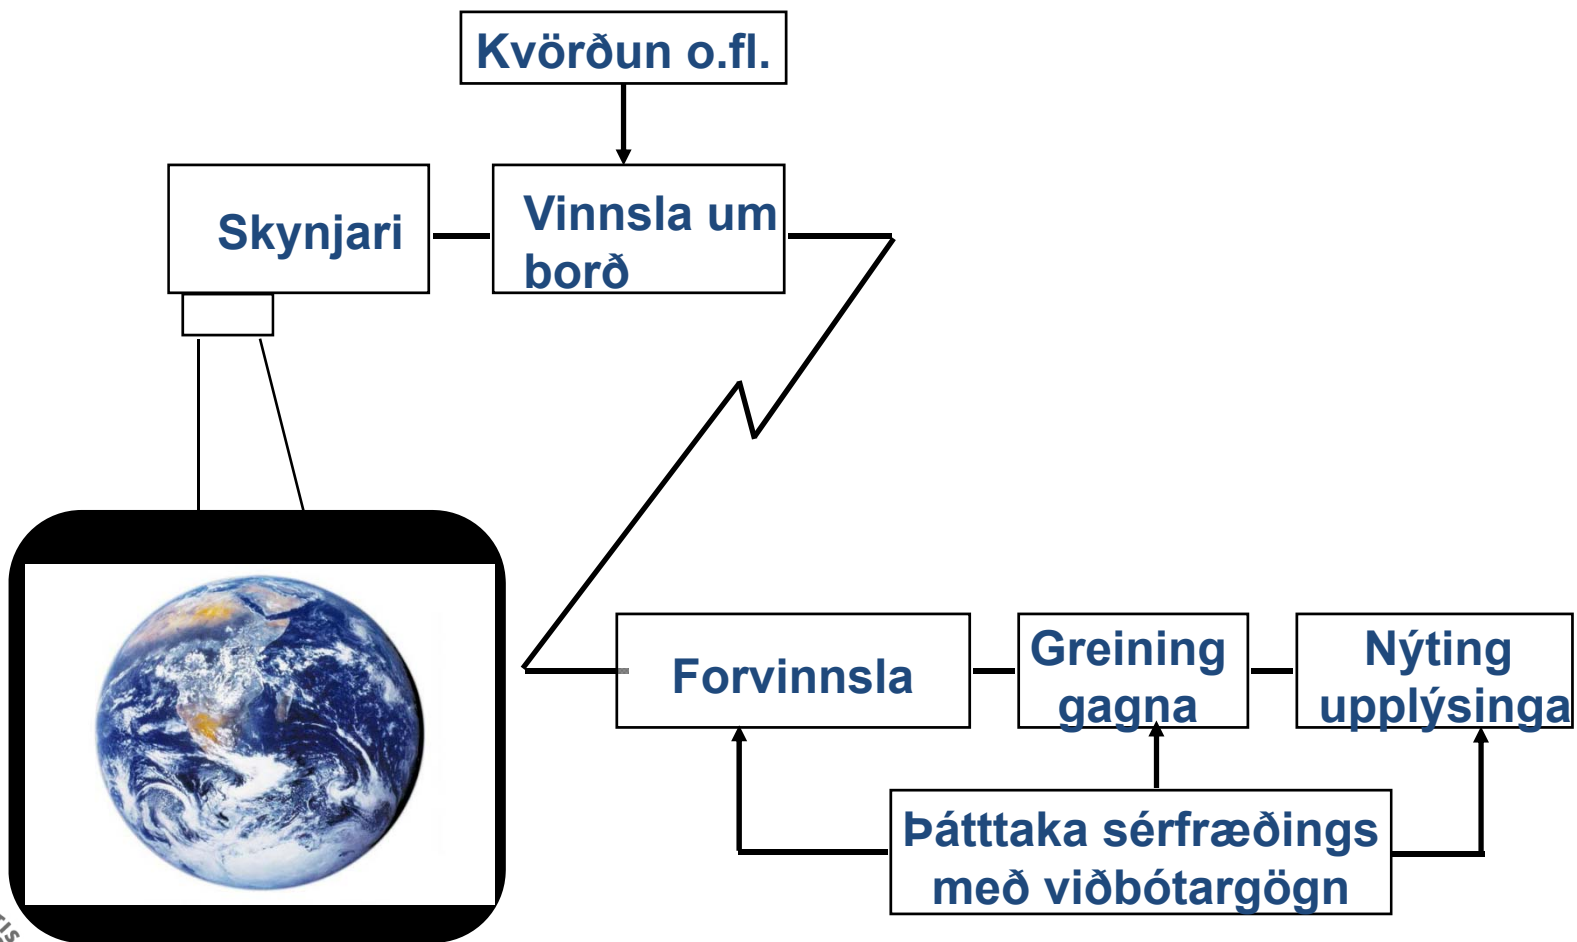 Kvörðun o.fl.
Skynjari
Vinnsla um
borð
Forvinnsla
Greining
gagna
Nýting
upplýsinga
Þátttaka sérfræðings
með viðbótargögn